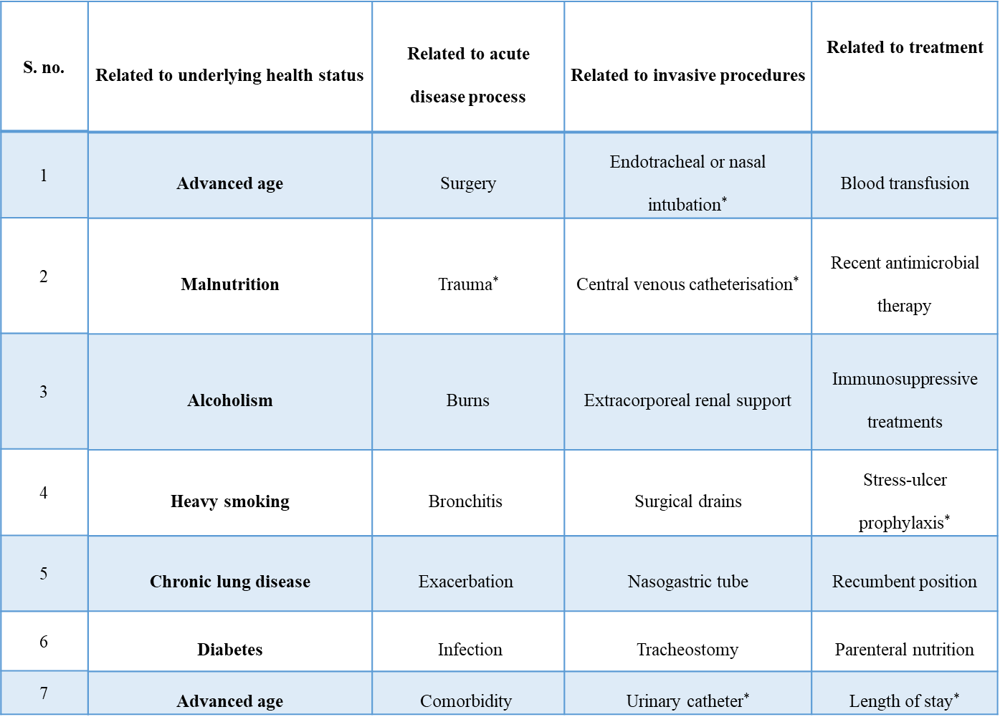 S. no.
Related to underlying health status
Related to acute
disease process
Related to invasive procedures
Related to treatment
1
Advanced age
Surgery
Endotracheal or nasal
intubation*
Blood transfusion
2
Malnutrition
Trauma*
Central venous catheterisation*
Recent antimicrobial
therapy
3
Alcoholism
Burns
Extracorporeal renal support
Immunosuppressive
treatments
4
Heavy smoking
Bronchitis
Surgical drains
Stress-ulcer
prophylaxis*
5
Chronic lung disease
Exacerbation
Nasogastric tube
Recumbent position
6
Diabetes
Infection
Tracheostomy
Parenteral nutrition
7
Advanced age
Comorbidity
Urinary catheter*
Length of stay*